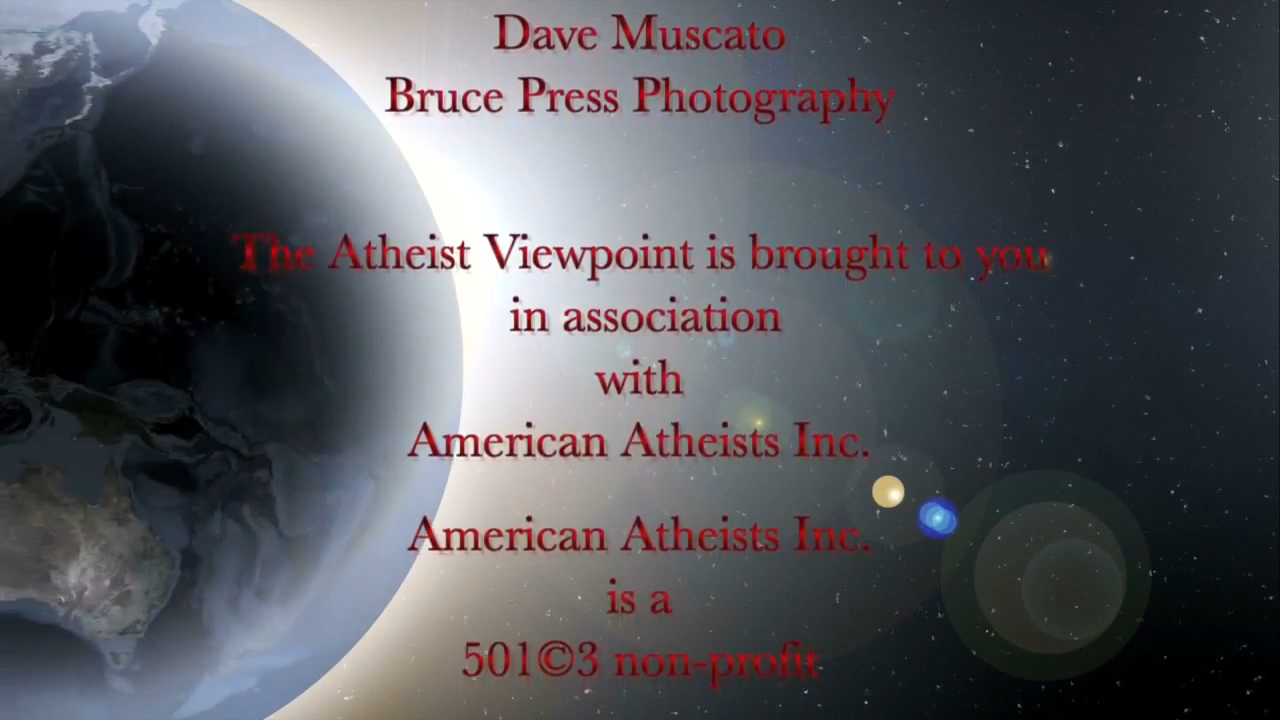 Dave Muscato
Bruce Press Photography
The Atheist Viewpoint is brought to you
in association
with
American Atheists Inc.
American Atheists Inc.
is a
501©3 non-profit